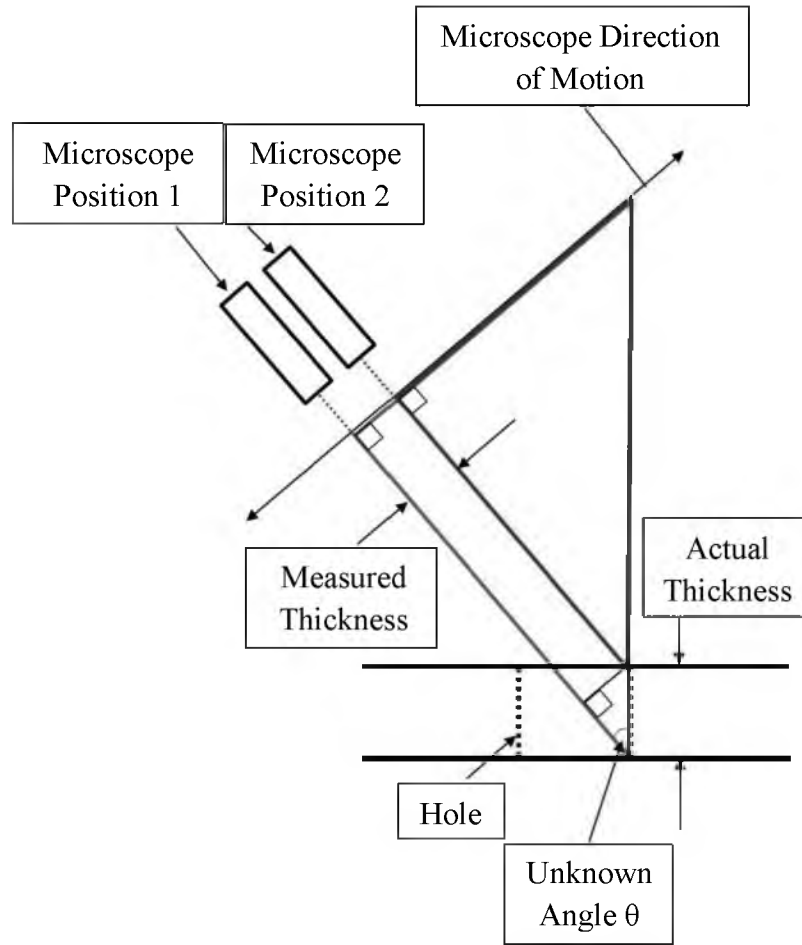 Microscope Direction
of Motion
Microscope
Position 1
Microscope
Position 2
Measured
Thickness
Actual
Thickness
Hole
Unknown
Angle θ